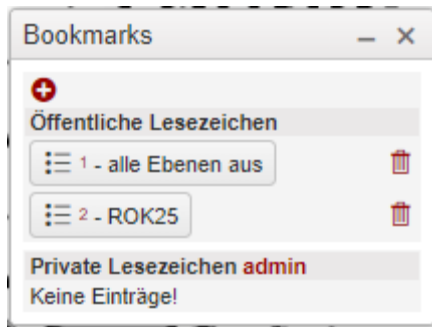 Bookmarks
Öffentliche Lesezeichen
1 - alle Ebenen aus
2 - ROK25
Private Lesezeichen admin
Keine Einträge!